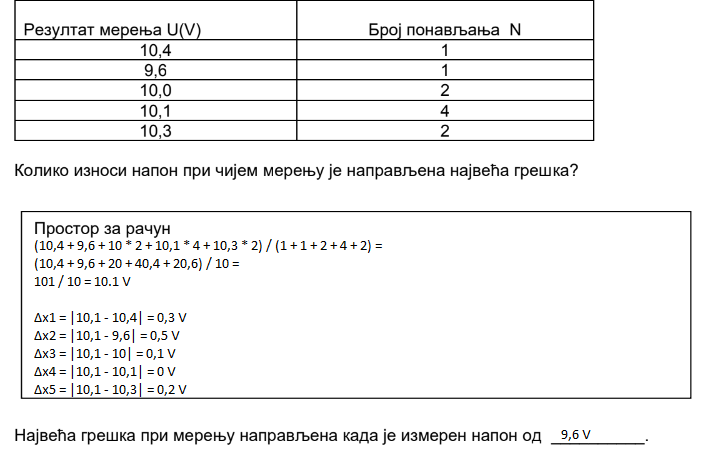 Резултат мерења U(V) Број понављања N
10,4 1
9,6 1
10,0 2
10,1 4
10,3 2
Колико износи напон при чијем мерењу је направљена највећа грешка?
Простор за рачун
(10,4 + 9,6 + 10 * 2 + 10,1 * 4 + 10,3 * 2) / (1 + 1 + 2 + 4 + 2) =
(10,4 + 9,6 + 20 + 40,4 + 20,6) / 10 =
101 / 10 = 10.1 V
Δx1 = |10,1 - 10,4| = 0,3 V
Δx2 = |10,1 - 9,6| = 0,5 V
Δx3 = |10,1 - 10| = 0,1 V
Δx4 = |10,1 - 10,1| = 0 V
Δx5 = |10,1 - 10,3| = 0,2 V
Највећа грешка при мерењу направљена када је измерен напон од 9,6 V.